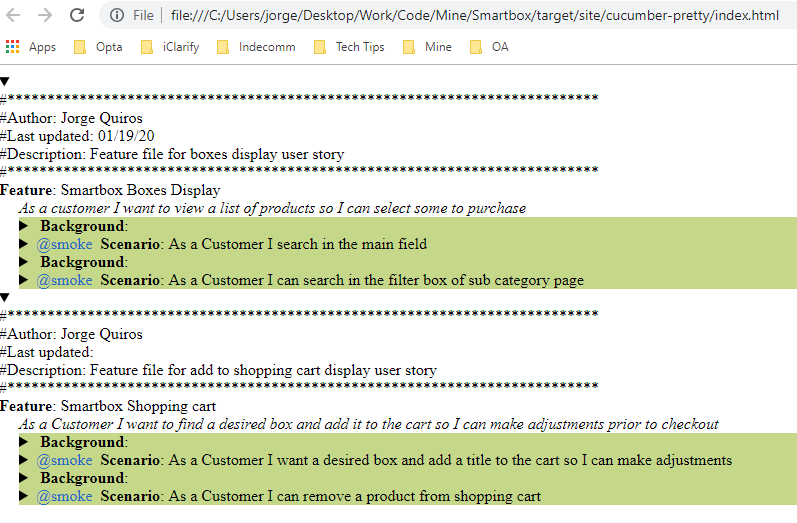 File | file:///C:/Users/jorge/Desktop/Work/Code/Mine/Smartbox/target/site/cucumber-pretty/index.html
Apps Opta iClarify Indecomm Tech Tips Mine OA
#**************************************************************************
#Author: Jorge Quiros
#Last updated: 01/19/20
#Description: Feature file for boxes display user story
#**************************************************************************
Feature: Smartbox Boxes Display
As a customer I want to view a list of products so I can select some to purchase
Background:
@smoke Scenario: As a Customer I search in the main field
Background:
@smoke Scenario: As a Customer I can search in the filter box of sub category page
#**************************************************************************
#Author: Jorge Quiros
#Last updated:
#Description: Feature file for add to shopping cart display user story
#**************************************************************************
Feature: Smartbox Shopping cart
As a Customer I want to find a desired box and add it to the cart so I can make adjustments prior to checkout
Background:
@smoke Scenario: As a Customer I want a desired box and add a title to the cart so I can make adjustments
Background:
@smoke Scenario: As a Customer I can remove a product from shopping cart